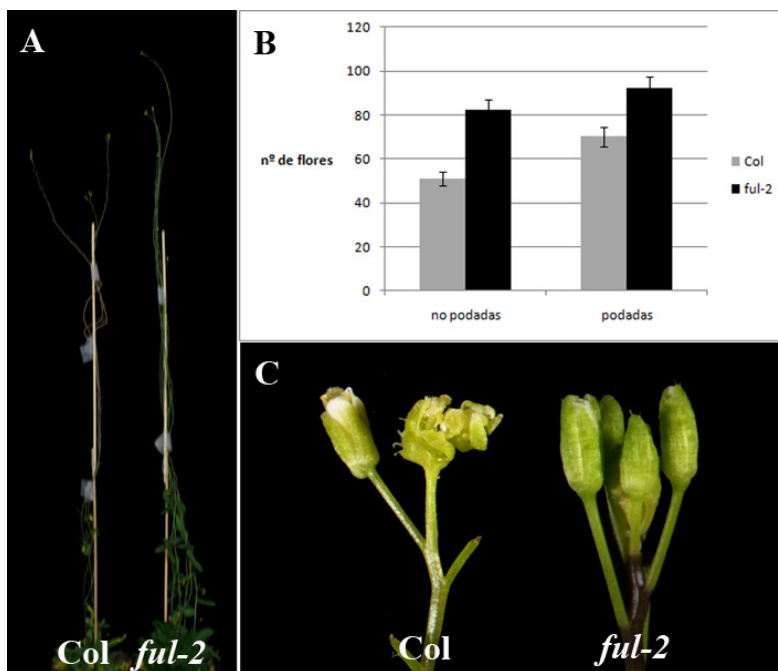 A
Col ful-2
B
120
100
80
60
40
20
0
nº de flores
no podadas podadas
Col
ful-2
C
Col ful-2